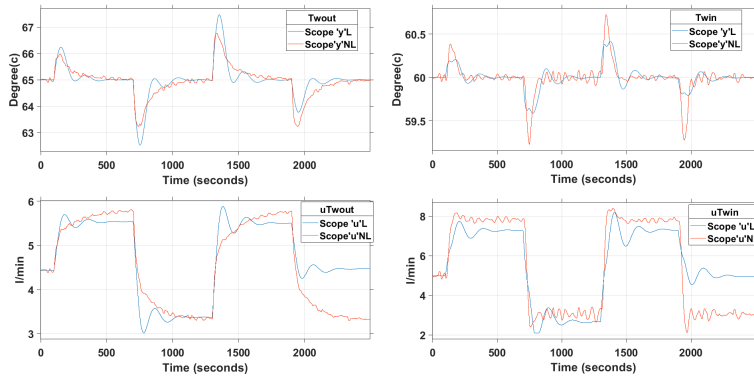 Twout
Scope 'y'L
Scope'y'NL
67
66
65
64
63
Degree(c)
0
500
1000
1500
2000
Time (seconds)
Twin
Scope 'y'L
Scope'y'NL
60.5
60
59.5
Degree(c)
0
500
1000
1500
2000
Time (seconds)
uTwout
Scope 'u'L
Scope'u'NL
6
5
4
3
l/min
0
500
1000
1500
2000
Time (seconds)
uTwin
Scope 'u'L
Scope'u'NL
8
6
4
2
l/min
0
500
1000
1500
2000
Time (seconds)